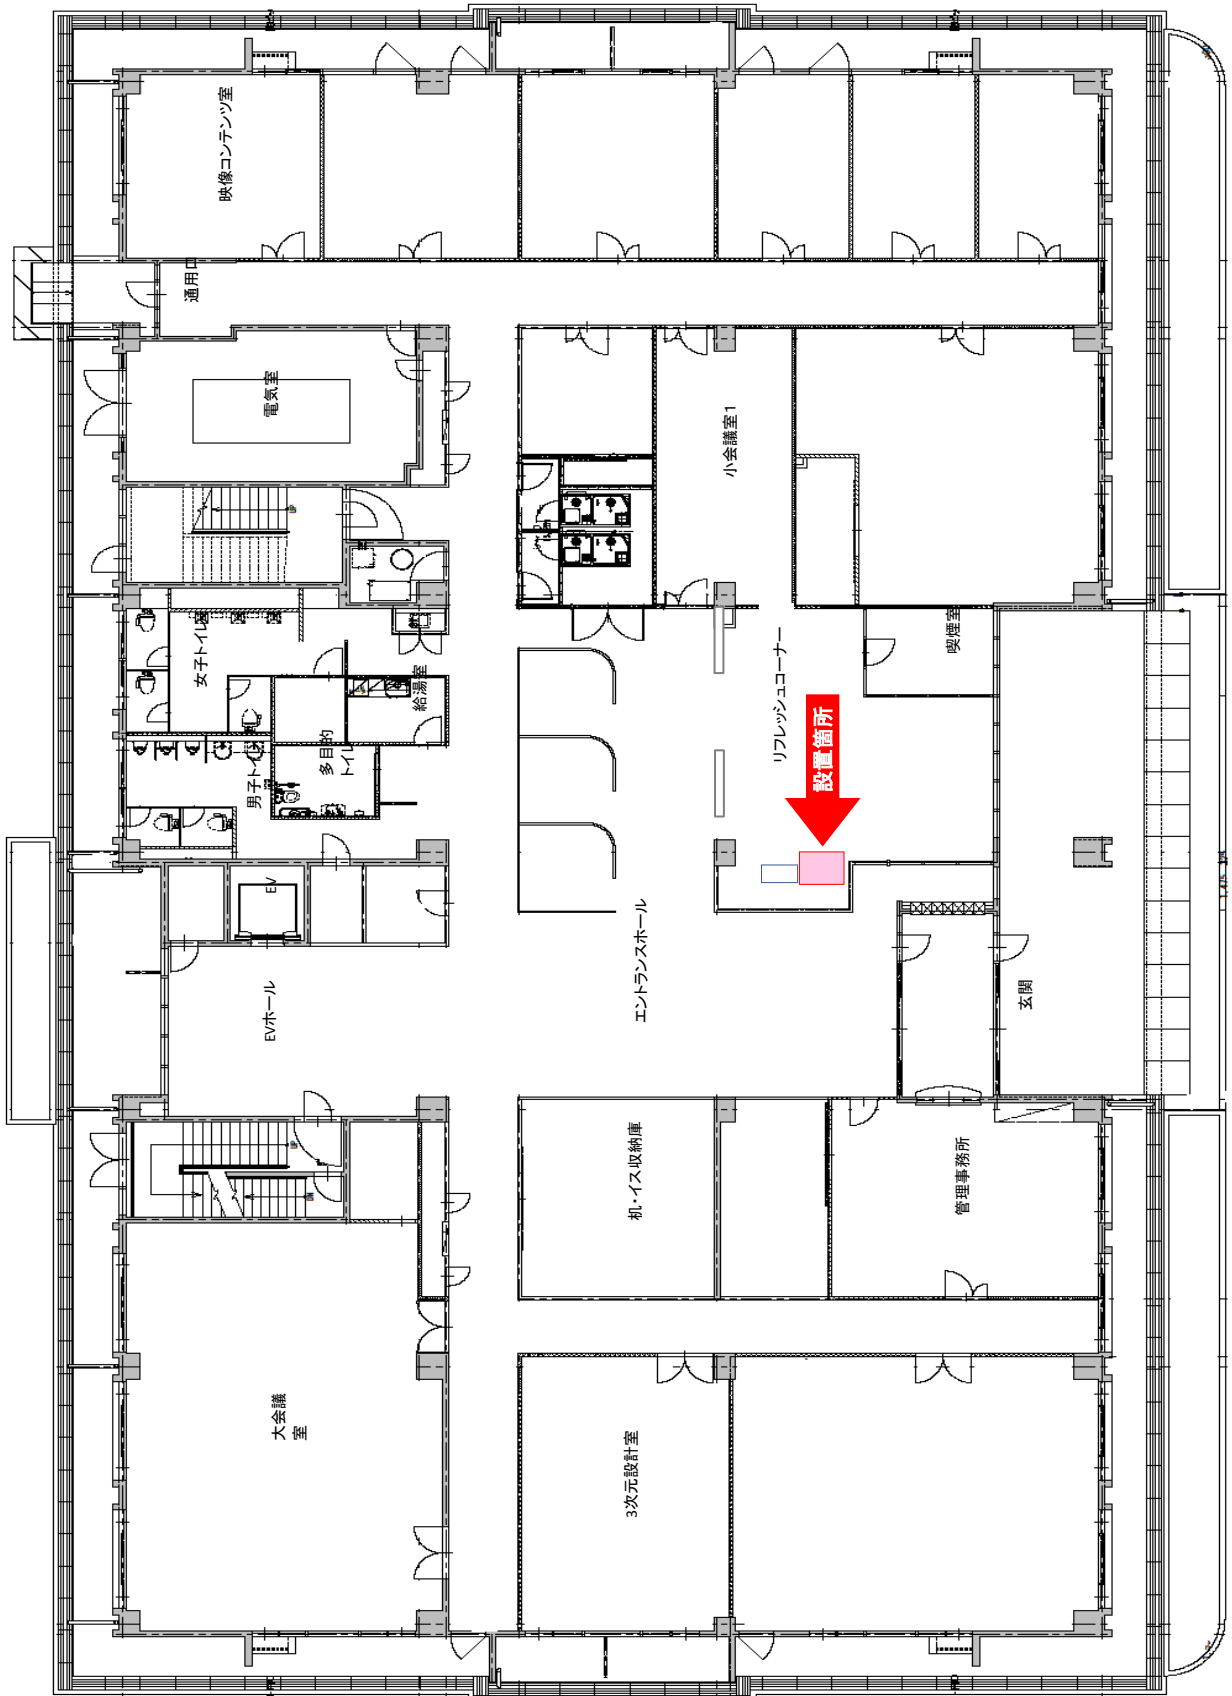 映像コンテンツ室
通用口
電気室
UP
小会議室1
女子トイレ
給湯室
男子トイレ
多目的
トイレ
喫煙室
リフレッシュコーナー
設置箇所
EV
EVホール
エントランスホール
玄関
UP
DN
机・イス収納庫
管理事務所
大会議
室
3次元設計室